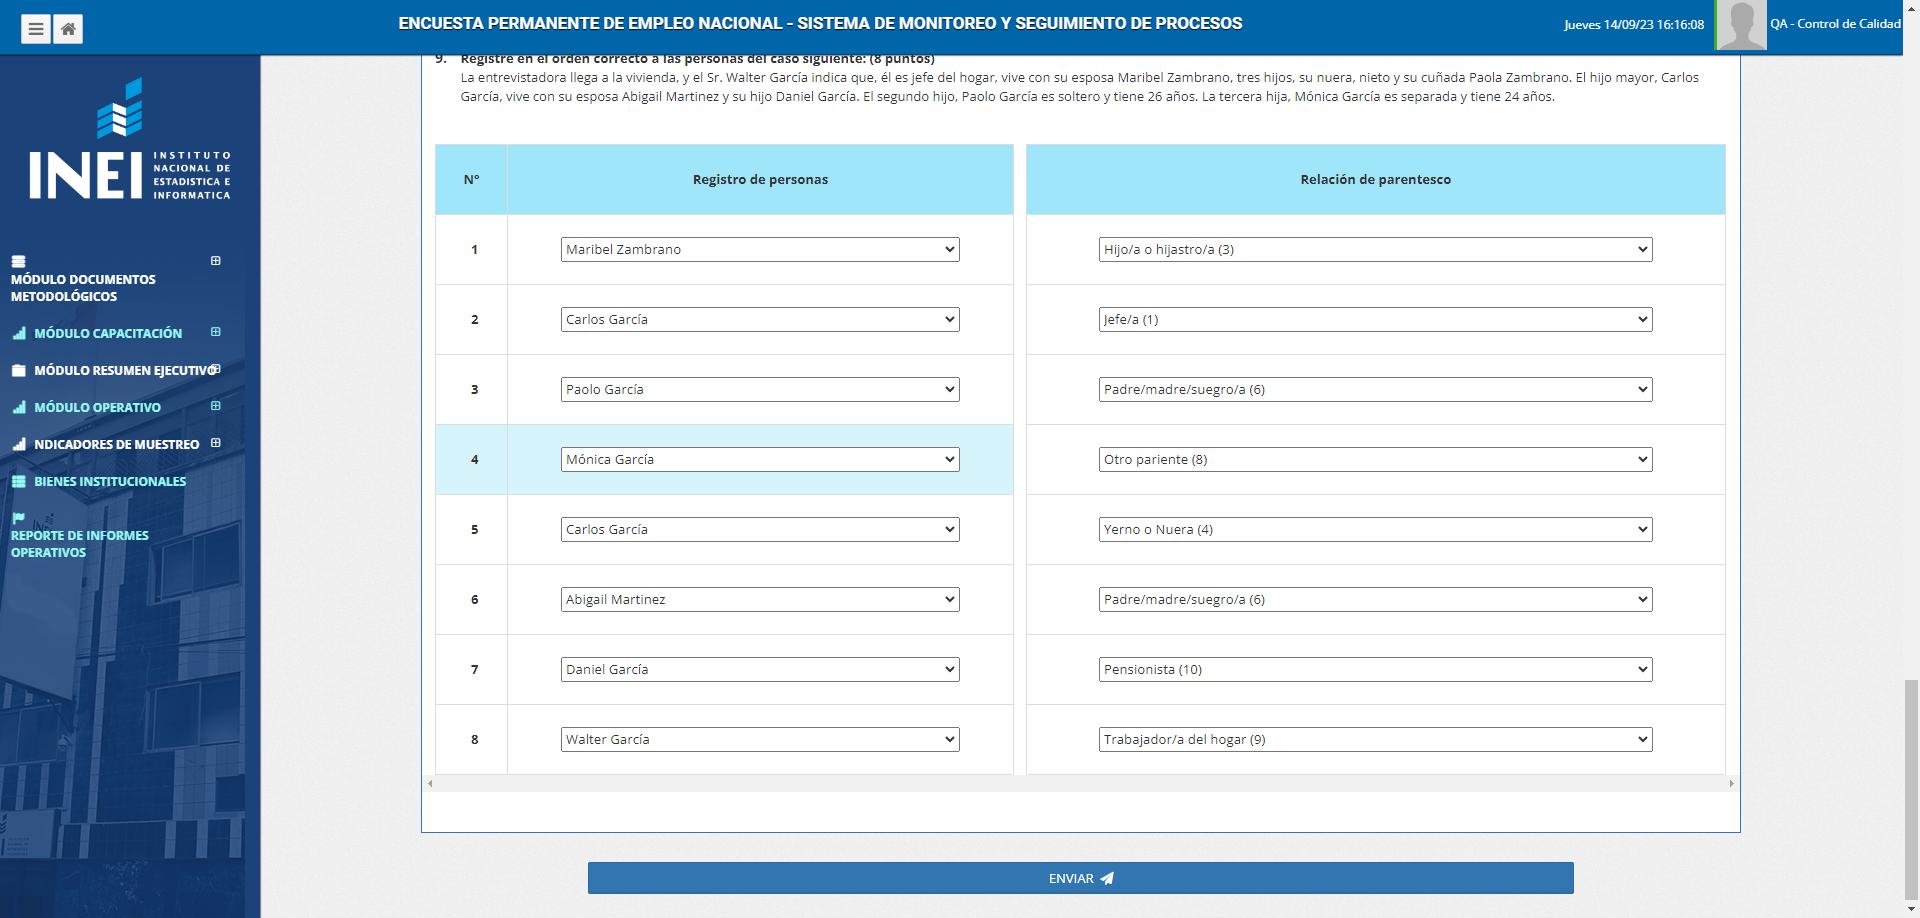 ENCUESTA PERMANENTE DE EMPLEO NACIONAL - SISTEMA DE MONITOREO Y SEGUIMIENTO DE PROCESOS
Jueves 14/09/23 16:16:08
QA - Control de Calidad
INEI
INSTITUTO
NACIONAL DE
ESTADISTICA E
INFORMATICA
MÓDULO DOCUMENTOS
METODOLÓGICOS
MÓDULO CAPACITACIÓN
MÓDULO RESUMEN EJECUTIVO
MÓDULO OPERATIVO
NDICADORES DE MUESTREO
BIENES INSTITUCIONALES
REPORTE DE INFORMES
OPERATIVOS
9. Registre en el orden correcto a las personas del caso siguiente: (8 puntos)
La entrevistadora llega a la vivienda, y el Sr. Walter García indica que, él es jefe del hogar, vive con su esposa Maribel Zambrano, tres hijos, su nuera, nieto y su cuñada Paola Zambrano. El hijo mayor, Carlos
García, vive con su esposa Abigail Martinez y su hijo Daniel García. El segundo hijo, Paolo García es soltero y tiene 26 años. La tercera hija, Mónica García es separada y tiene 24 años.
N° Registro de personas Relación de parentesco
1 Maribel Zambrano Hijo/a o hijastro/a (3)
2 Carlos García Jefe/a (1)
3 Paolo García Padre/madre/suegro/a (6)
4 Mónica García Otro pariente (8)
5 Carlos García Yerno o Nuera (4)
6 Abigail Martinez Padre/madre/suegro/a (6)
7 Daniel García Pensionista (10)
8 Walter García Trabajador/a del hogar (9)
ENVIAR